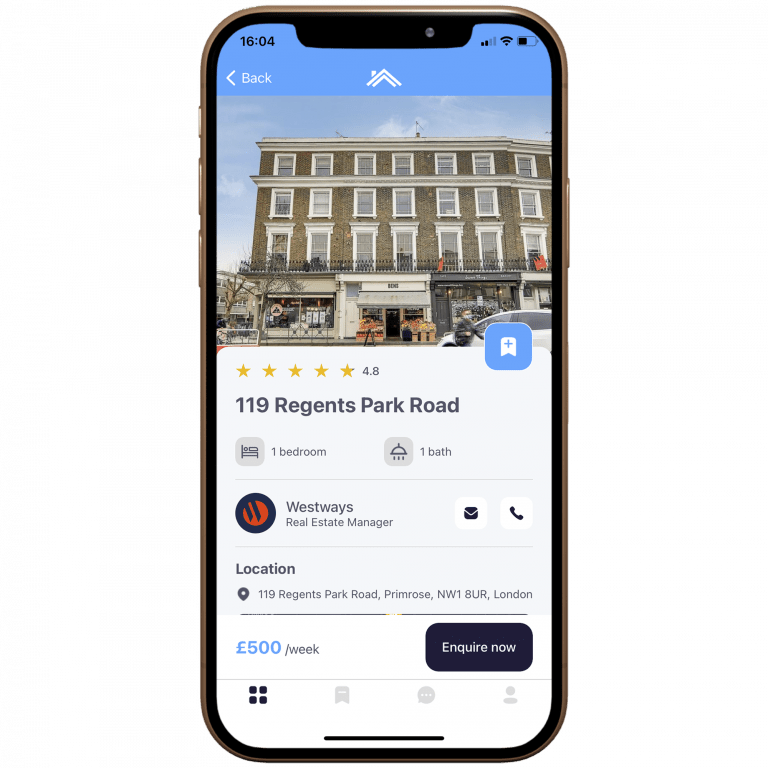 16:04
Back
4.8
119 Regents Park Road
1 bedroom
1 bath
Westways
Real Estate Manager
Location
119 Regents Park Road, Primrose, NW1 8UR, London
£500 /week
Enquire now